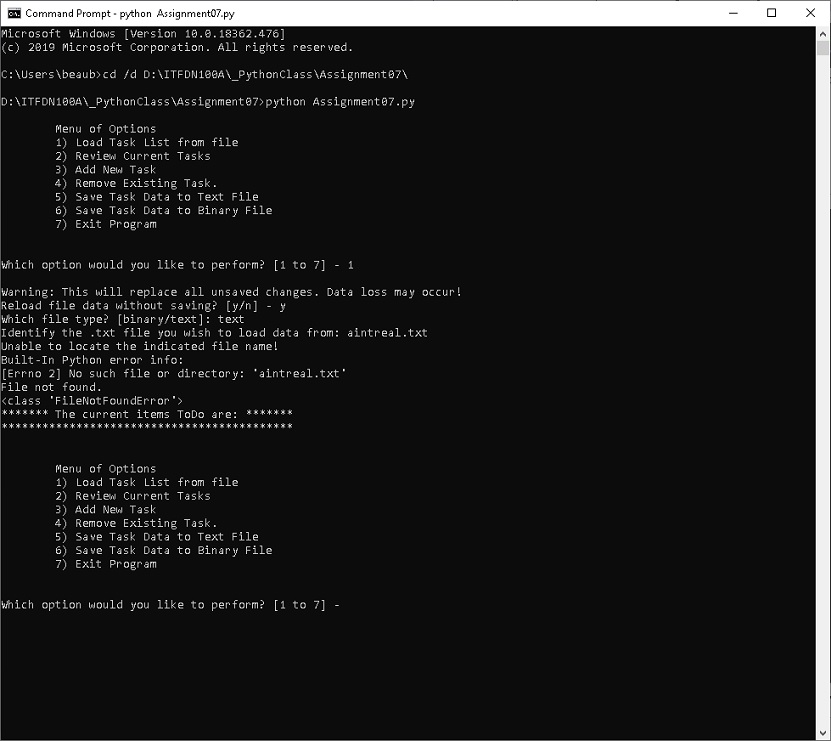 Command Prompt - python Assignment07.py
Microsoft Windows [Version 10.0.18362.476]
(c) 2019 Microsoft Corporation. All rights reserved.
C:\Users\beaub>cd /d D:\ITFDN100A\_PythonClass\Assignment07\
D:\ITFDN100A\_PythonClass\Assignment07>python Assignment07.py
Menu of Options
1) Load Task List from file
2) Review Current Tasks
3) Add New Task
4) Remove Existing Task.
5) Save Task Data to Text File
6) Save Task Data to Binary File
7) Exit Program
Which option would you like to perform? [1 to 7] - 1
Warning: This will replace all unsaved changes. Data loss may occur!
Reload file data without saving? [y/n] - y
Which file type? [binary/text]: text
Identify the .txt file you wish to load data from: aintreal.txt
Unable to locate the indicated file name!
Built-In Python error info:
[Errno 2] No such file or directory: 'aintreal.txt'
File not found.
<class 'FileNotFoundError'>
******* The current items ToDo are: *******
*******************************************
Menu of Options
1) Load Task List from file
2) Review Current Tasks
3) Add New Task
4) Remove Existing Task.
5) Save Task Data to Text File
6) Save Task Data to Binary File
7) Exit Program
Which option would you like to perform? [1 to 7] -